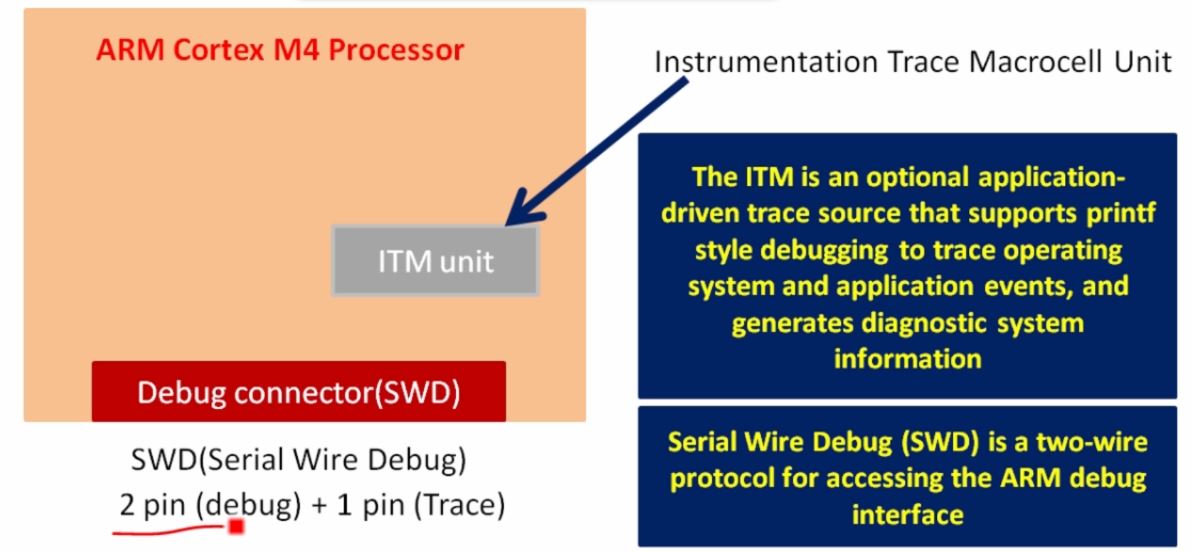 ARM Cortex M4 Processor
Instrumentation Trace Macrocell Unit
ITM unit
Debug connector(SWD)
SWD(Serial Wire Debug)
2 pin (debug) + 1 pin (Trace)
The ITM is an optional application-
driven trace source that supports printf
style debugging to trace operating
system and application events, and
generates diagnostic system
information
Serial Wire Debug (SWD) is a two-wire
protocol for accessing the ARM debug
interface